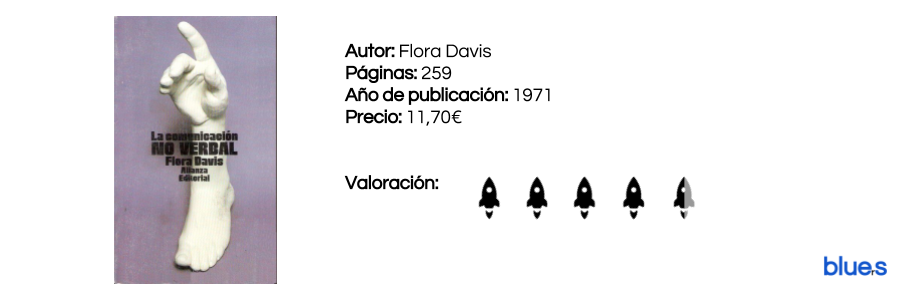 La comunicación
NO VERBAL
Flora Davis
Alianza
Editorial
Autor: Flora Davis
Páginas: 259
Año de publicación: 1971
Precio: 11,70€
Valoración:
blue.s